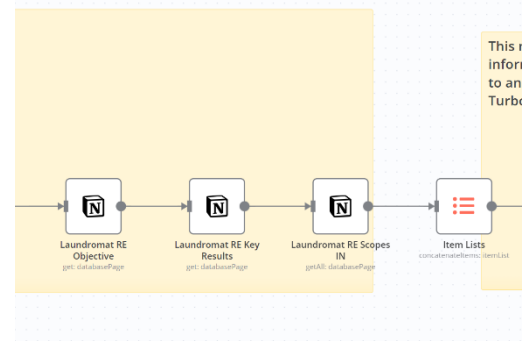 This
infor
to an
Turbo
Laundromat RE
Objective
get: databasePage
Laundromat RE Key
Results
get: databasePage
Laundromat RE Scopes
IN
getAll: databasePage
Item Lists
concatenateItems: itemList